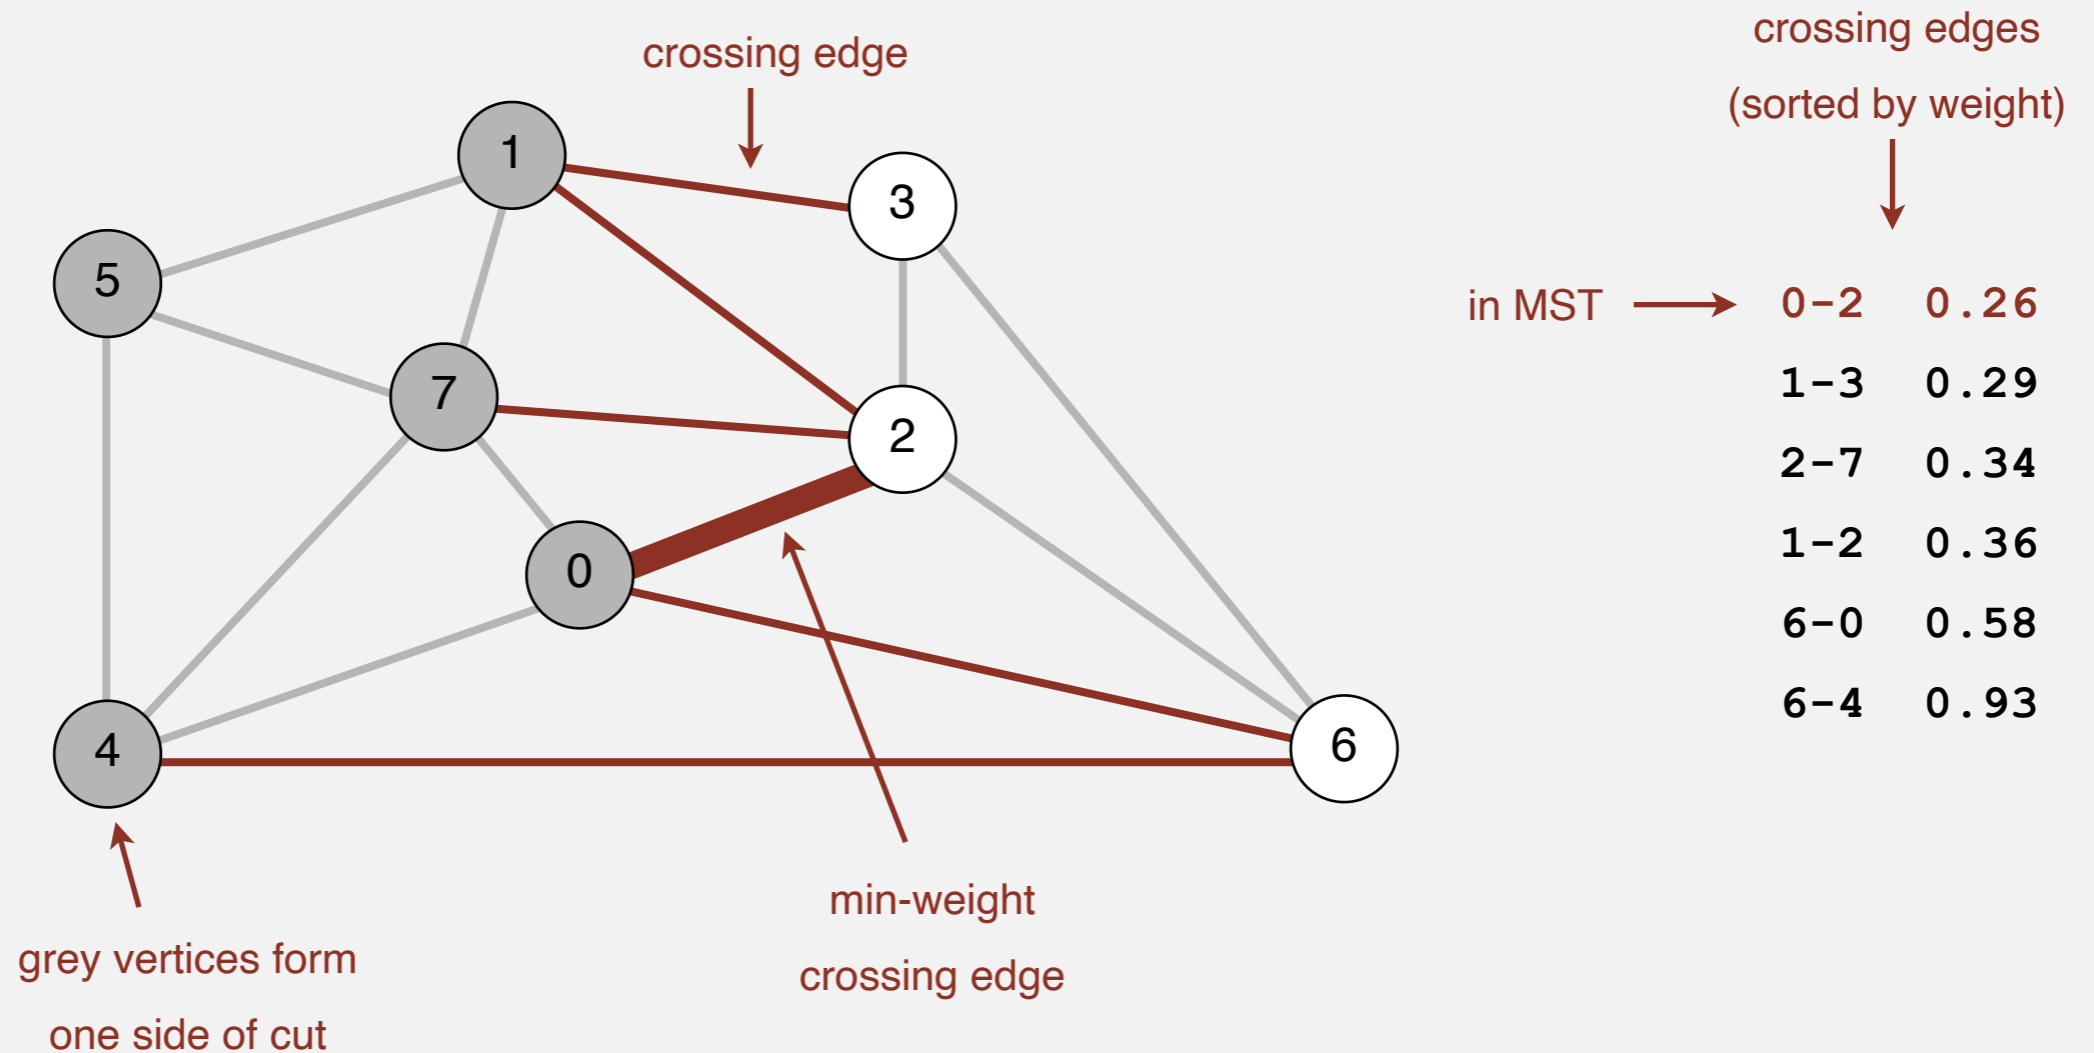 crossing edge
crossing edges
(sorted by weight)
1
3
5
7
2
0
4
6
in MST
0-2 0.26
1-3 0.29
2-7 0.34
1-2 0.36
6-0 0.58
6-4 0.93
min-weight
crossing edge
grey vertices form
one side of cut